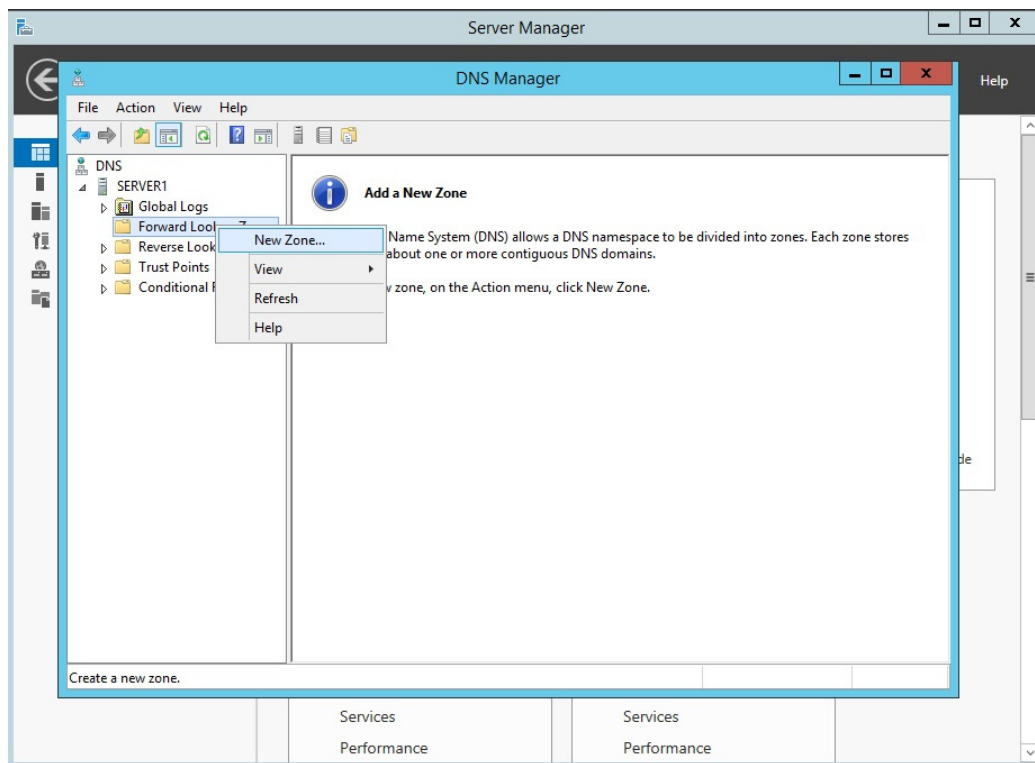 Server Manager
DNS Manager
Help
File Action View Help
DNS
SERVER1
Global Logs
Forward
Reverse
Trust Points
Conditional
New Zone...
View
Refresh
Help
Add a New Zone
Name System (DNS) allows a DNS namespace to be divided into zones. Each zone stores
about one or more contiguous DNS domains.
zone, on the Action menu, click New Zone.
Create a new zone.
Services Services
Performance Performance